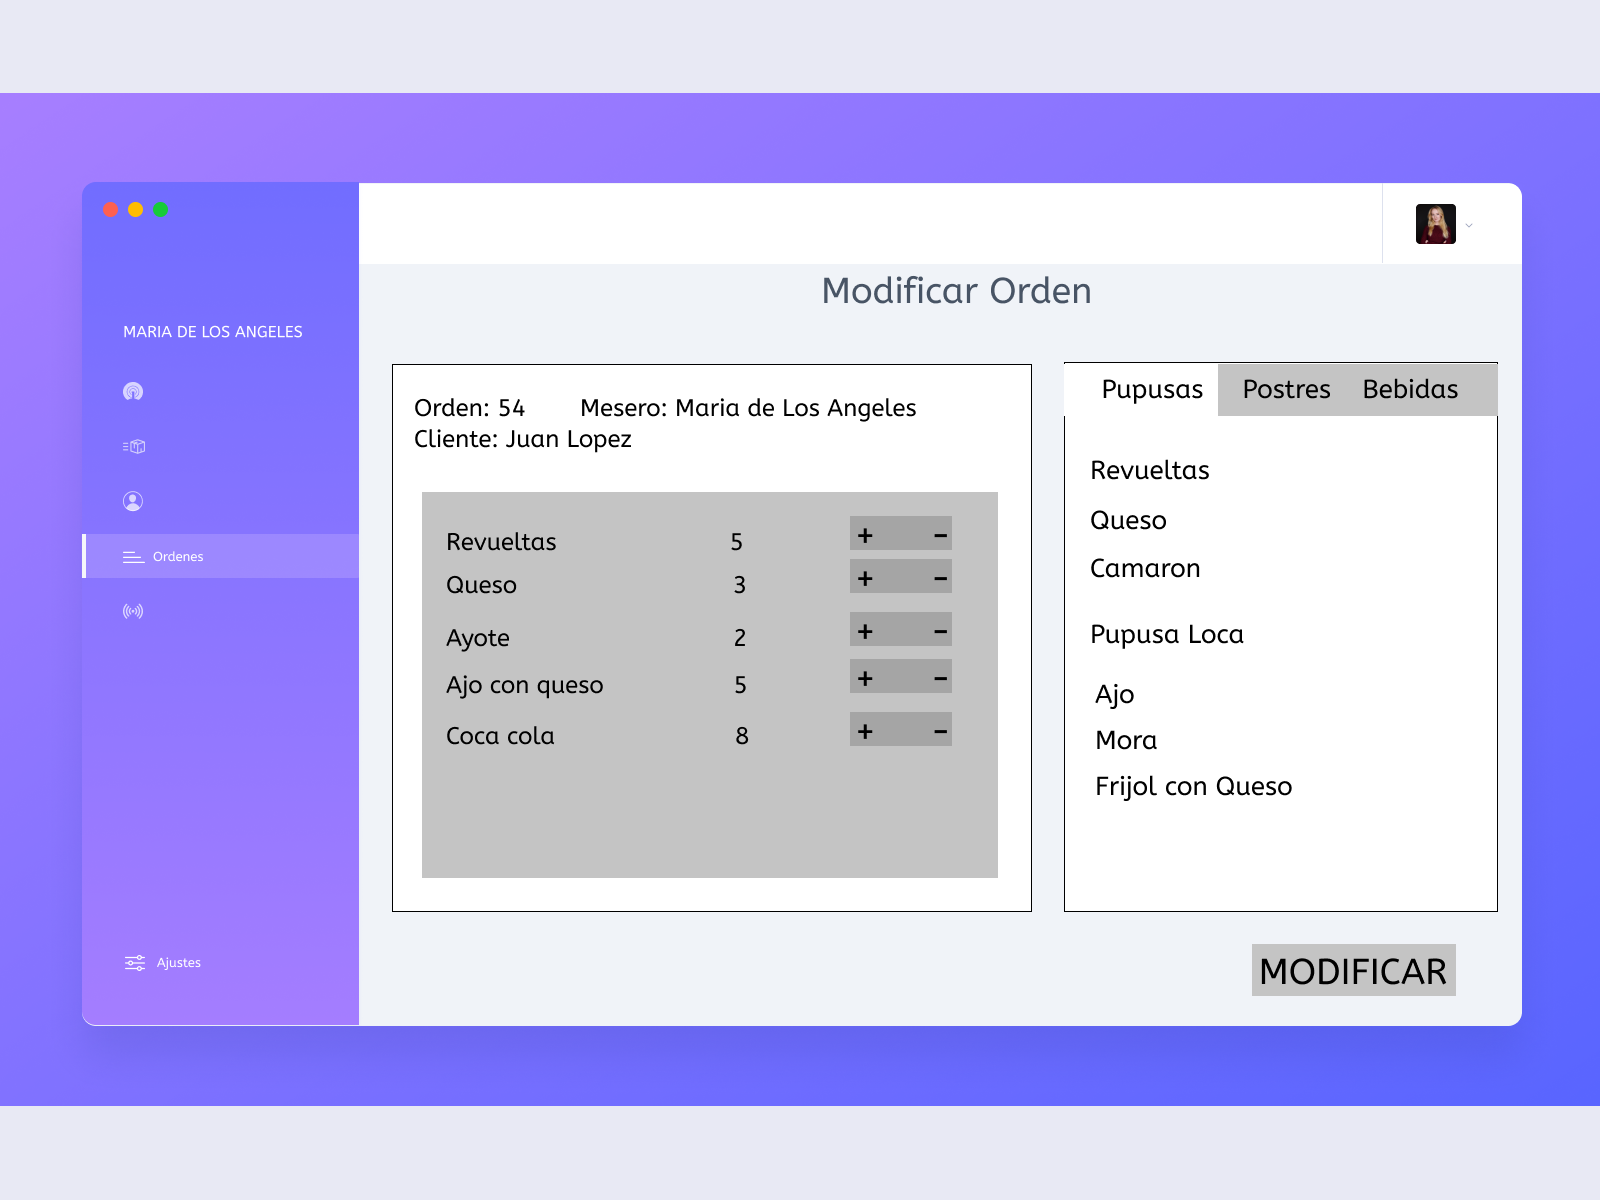 MARIA DE LOS ANGELES
Ordenes
Ajustes
Modificar Orden
Orden: 54 Mesero: Maria de Los Angeles
Cliente: Juan Lopez
Revueltas 5 + -
Queso 3 + -
Ayote 2 + -
Ajo con queso 5 + -
Coca cola 8 + -
Pupusas Postres Bebidas
Revueltas
Queso
Camaron
Pupusa Loca
Ajo
Mora
Frijol con Queso
MODIFICAR